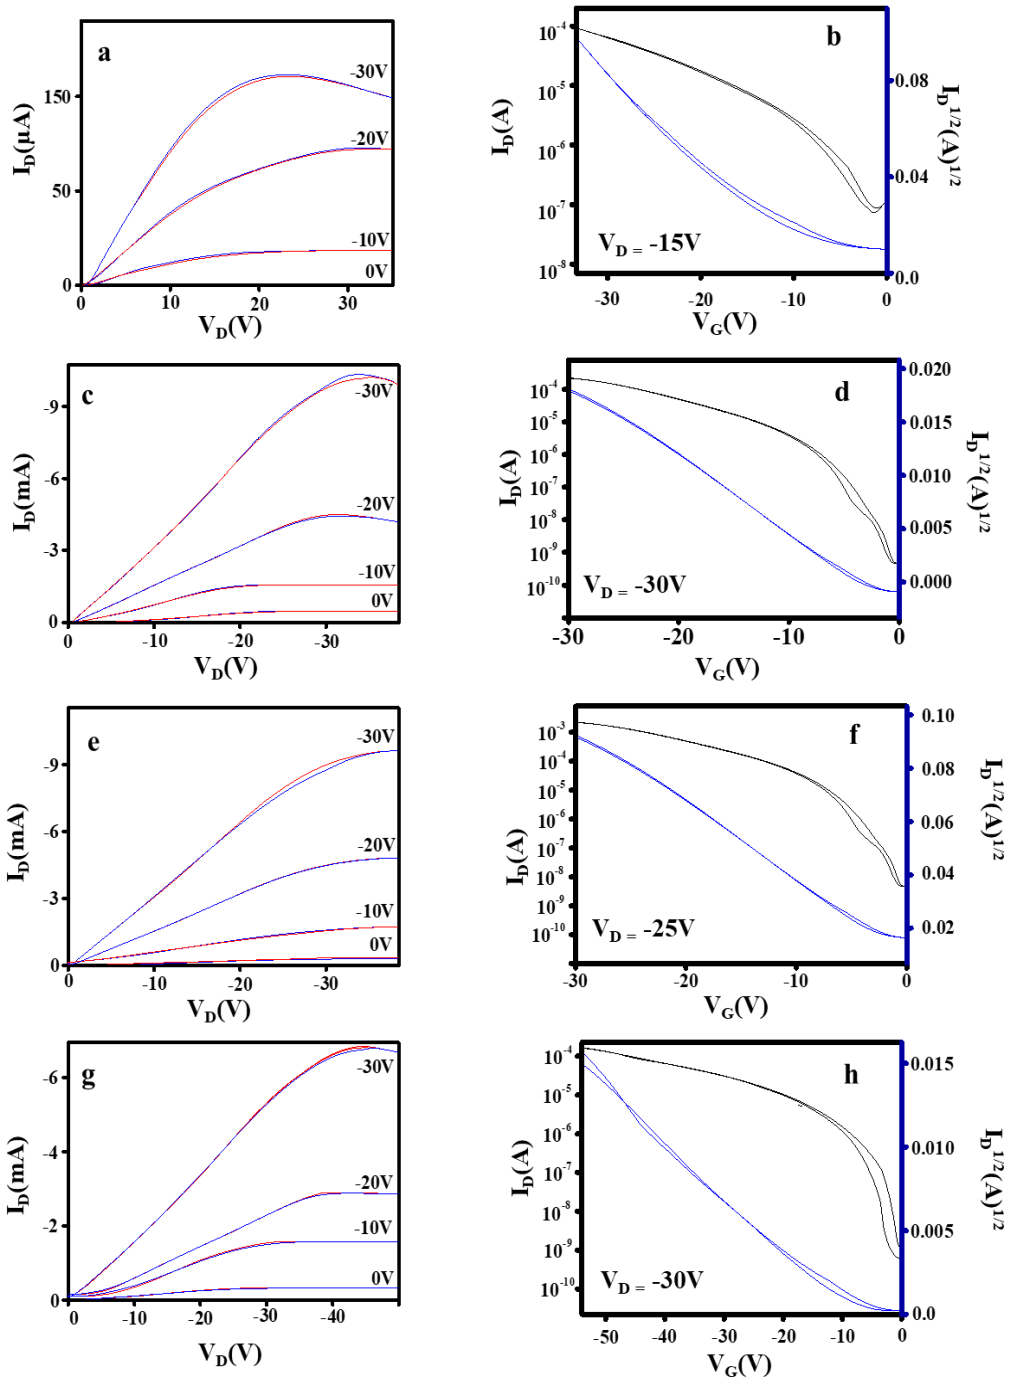 a
I_D(µA)
150
50
0
-30V
-20V
-10V
0V
0 10 20 30
V_D(V)
b
I_D(A)
10^-4
10^-5
10^-6
10^-7
10^-8
0.08
0.04
0.0
I_D^1/2(A)^1/2
V_D = -15V
-30 -20 -10 0
V_G(V)
c
I_D(mA)
-9
-6
-3
0
-30V
-20V
-10V
0V
0 -10 -20 -30
V_D(V)
d
I_D(A)
10^-4
10^-5
10^-6
10^-7
10^-8
10^-9
10^-10
0.020
0.015
0.010
0.005
0.000
I_D^1/2(A)^1/2
V_D = -30V
-30 -20 -10 0
V_G(V)
e
I_D(mA)
-9
-6
-3
0
-30V
-20V
-10V
0V
0 -10 -20 -30
V_D(V)
f
I_D(A)
10^-3
10^-4
10^-5
10^-6
10^-7
10^-8
10^-9
10^-10
0.10
0.08
0.06
0.04
0.02
I_D^1/2(A)^1/2
V_D = -25V
-30 -20 -10 0
V_G(V)
g
I_D(mA)
-6
-4
-2
0
-30V
-20V
-10V
0V
0 -10 -20 -30 -40
V_D(V)
h
I_D(A)
10^-4
10^-5
10^-6
10^-7
10^-8
10^-9
10^-10
0.015
0.010
0.005
0.0
I_D^1/2(A)^1/2
V_D = -30V
-50 -40 -30 -20 -10 0
V_G(V)